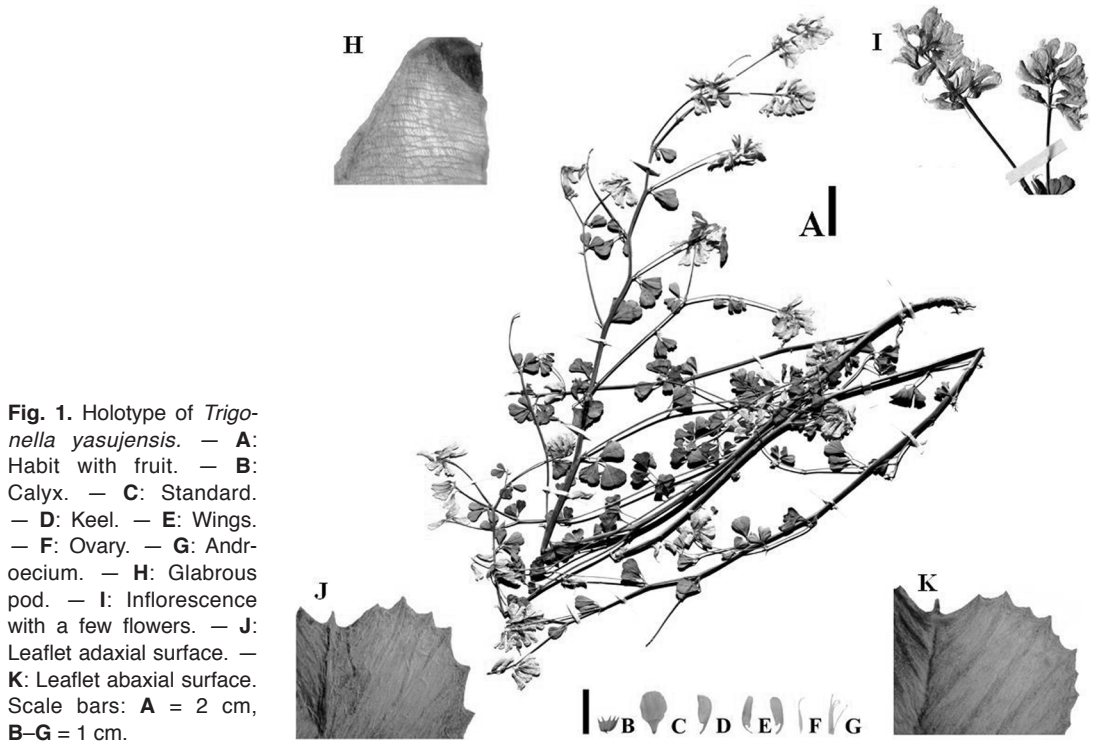 H
I
A
Fig. 1. Holotype of Trigo-
nella yasujensis. — A:
Habit with fruit. — B:
Calyx. — C: Standard.
— D: Keel. — E: Wings.
— F: Ovary. — G: Andr-
oecium. — H: Glabrous
pod. — I: Inflorescence
with a few flowers. — J:
Leaflet adaxial surface. —
K: Leaflet abaxial surface.
Scale bars: A = 2 cm,
B–G = 1 cm.
J
K
B C D E F G